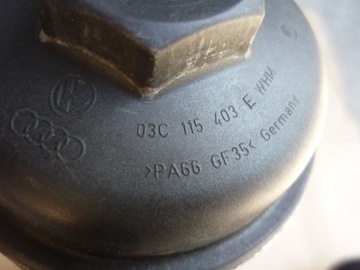 03C 115 403 E WHM
>PA66 GF35< Germany